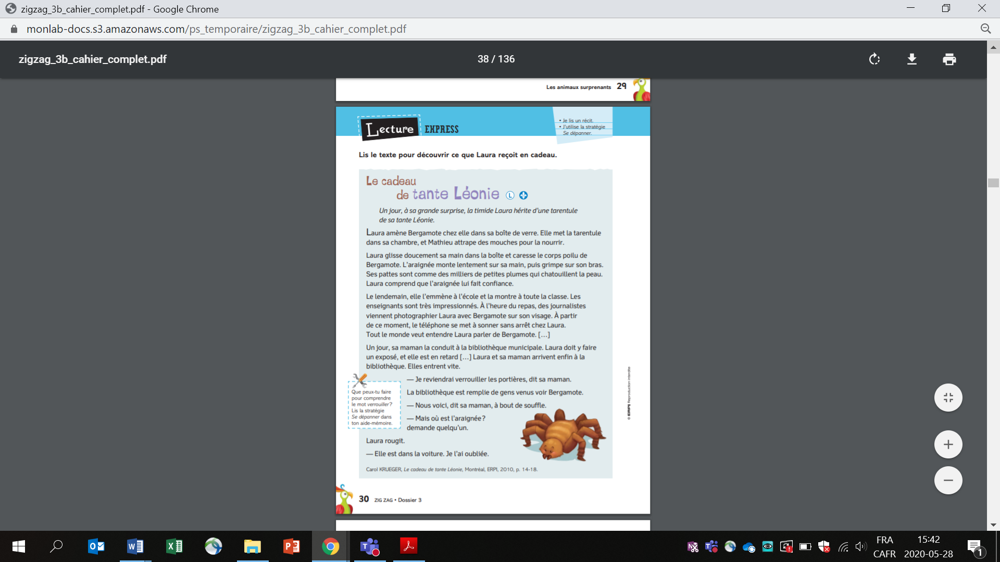 zigzag_3b_cahier_complet.pdf - Google Chrome
monlab-docs.s3.amazonaws.com/ps_temporaire/zigzag_3b_cahier_complet.pdf
zigzag_3b_cahier_complet.pdf
38 / 136
Les animaux surprenants 29
Lecture EXPRESS
• Je lis un récit.
• J'utilise la stratégie
Se dépanner.
Lis le texte pour découvrir ce que Laura reçoit en cadeau.
Le cadeau
de tante Léonie L
Un jour, à sa grande surprise, la timide Laura hérite d'une tarentule
de sa tante Léonie.
Laura amène Bergamote chez elle dans sa boîte de verre. Elle met la tarentule
dans sa chambre, et Mathieu attrape des mouches pour la nourrir.
Laura glisse doucement sa main dans la boîte et caresse le corps poilu de
Bergamote. L'araignée monte lentement sur sa main, puis grimpe sur son bras.
Ses pattes sont comme des milliers de petites plumes qui chatouillent la peau.
Laura comprend que l'araignée lui fait confiance.
Le lendemain, elle l'emmène à l'école et la montre à toute la classe. Les
enseignants sont très impressionnés. À l'heure du repas, des journalistes
viennent photographier Laura avec Bergamote sur son visage. À partir
de ce moment, le téléphone se met à sonner sans arrêt chez Laura.
Tout le monde veut entendre Laura parler de Bergamote. […]
Un jour, sa maman la conduit à la bibliothèque municipale. Laura doit y faire
un exposé, et elle est en retard […] Laura et sa maman arrivent enfin à la
bibliothèque. Elles entrent vite.
— Je reviendrai verrouiller les portières, dit sa maman.
La bibliothèque est remplie de gens venus voir Bergamote.
— Nous voici, dit sa maman, à bout de souffle.
— Mais où est l'araignée?
demande quelqu'un.
Que peux-tu faire
pour comprendre
le mot verrouiller?
Lis la stratégie
Se dépanner dans
ton aide-mémoire.
Laura rougit.
— Elle est dans la voiture. Je l'ai oubliée.
Carol KRUEGER, Le cadeau de tante Léonie, Montréal, ERPI, 2010, p. 14-18.
© ERPI Reproduction interdite
30 ZIG ZAG • Dossier 3
FRA
CAFR
15:42
2020-05-28
1